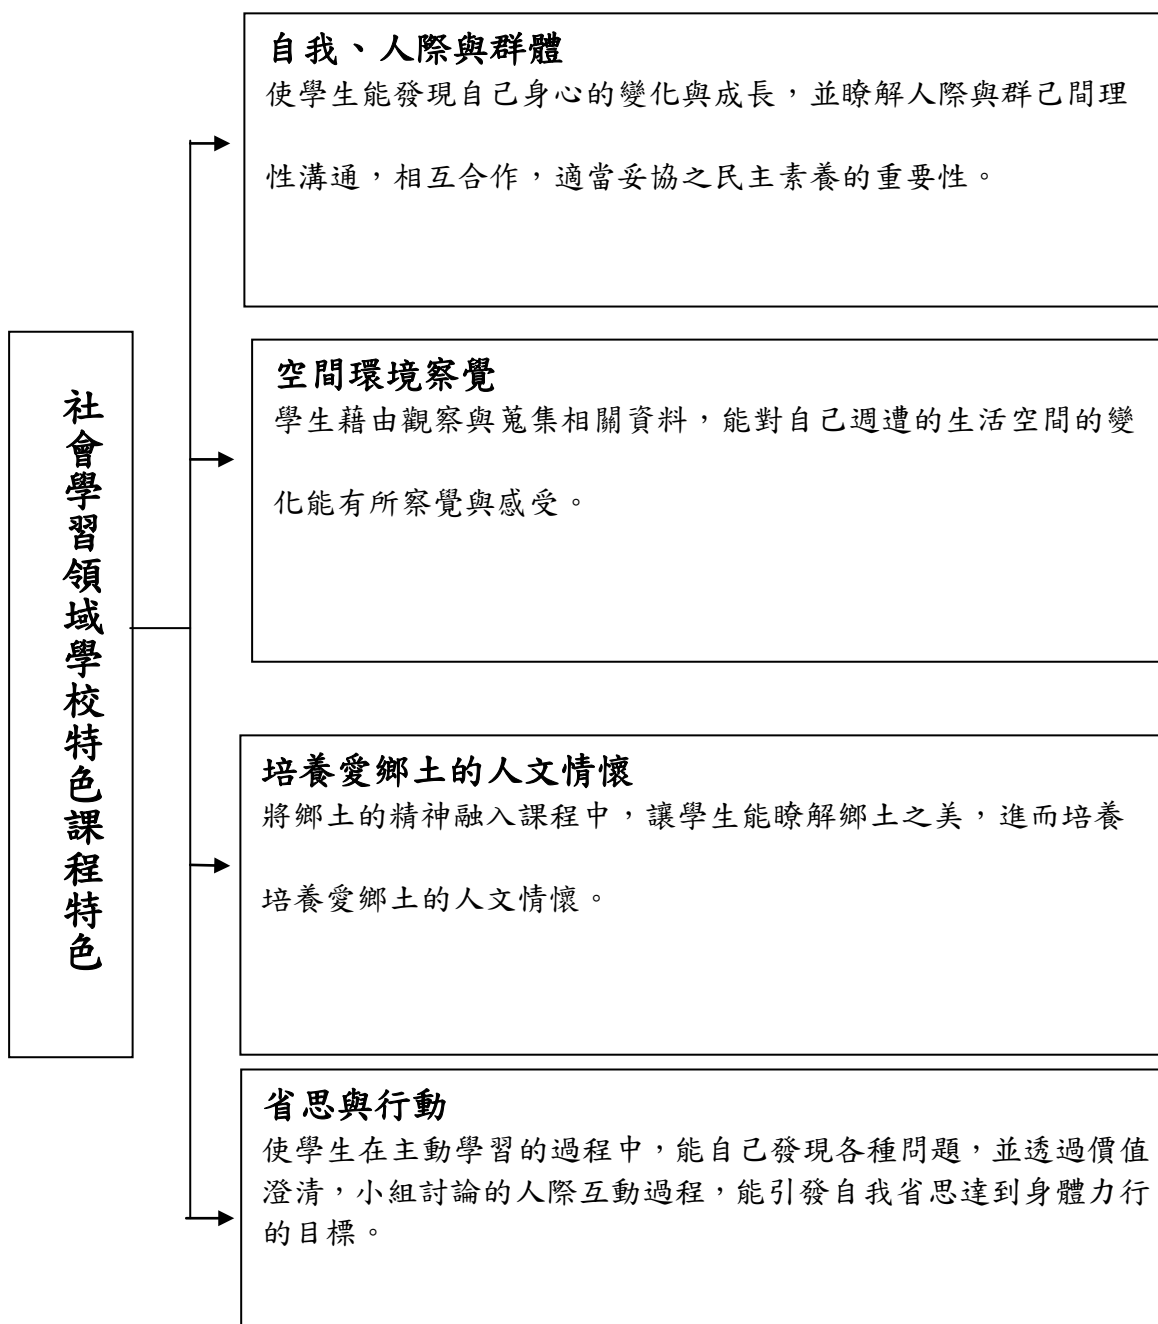 社會學習領域學校特色課程特色
自我、人際與群體
使學生能發現自己身心的變化與成長，並瞭解人際與群己間理
性溝通，相互合作，適當妥協之民主素養的重要性。
空間環境察覺
學生藉由觀察與蒐集相關資料，能對自己週遭的生活空間的變
化能有所察覺與感受。
培養愛鄉土的人文情懷
將鄉土的精神融入課程中，讓學生能瞭解鄉土之美，進而培養
培養愛鄉土的人文情懷。
省思與行動
使學生在主動學習的過程中，能自己發現各種問題，並透過價值
澄清，小組討論的人際互動過程，能引發自我省思達到身體力行
的目標。